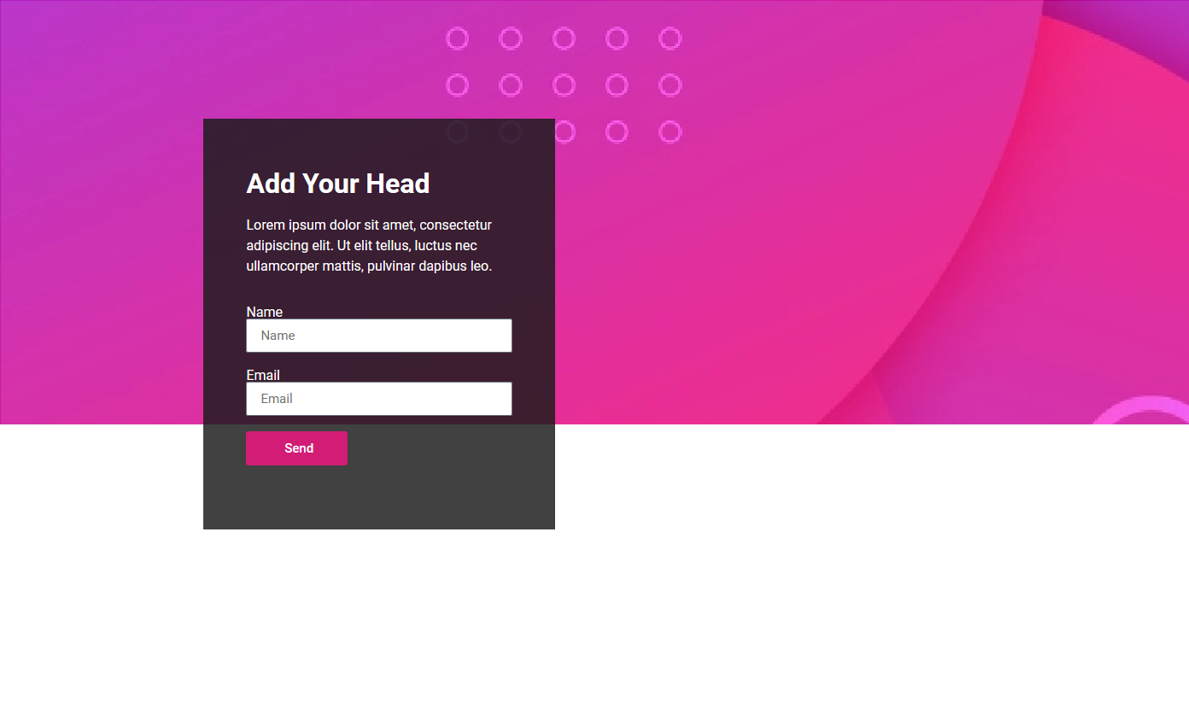 Add Your Head
Lorem ipsum dolor sit amet, consectetur
adipiscing elit. Ut elit tellus, luctus nec
ullamcorper mattis, pulvinar dapibus leo.
Name
Name
Email
Email
Send